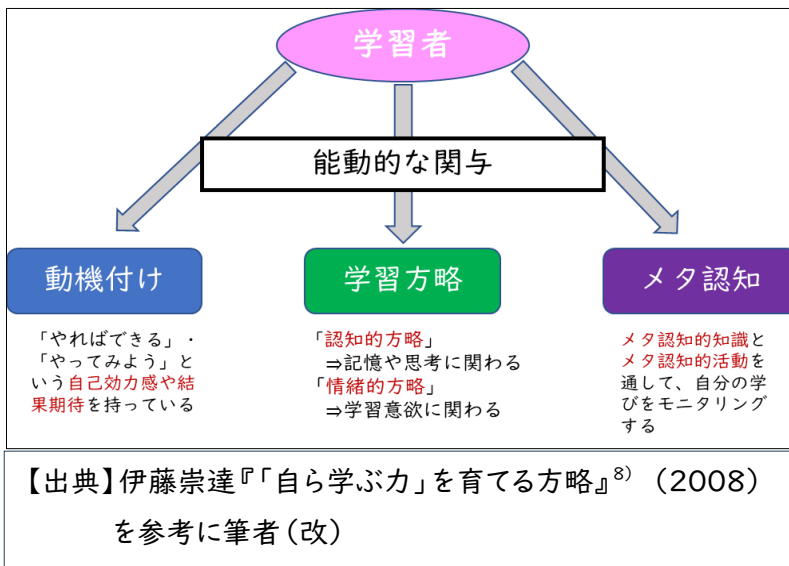 学習者
能動的な関与
動機付け
「やればできる」・
「やってみよう」と
いう自己効力感や結
果期待を持っている
学習方略
「認知的方略」
⇒記憶や思考に関わる
「情緒的方略」
⇒学習意欲に関わる
メタ認知
メタ認知的知識と
メタ認知的活動を
通して、自分の学
びをモニタリング
する
【出典】伊藤崇達『「自ら学ぶ力」を育てる方略』8) (2008)
を参考に筆者(改)